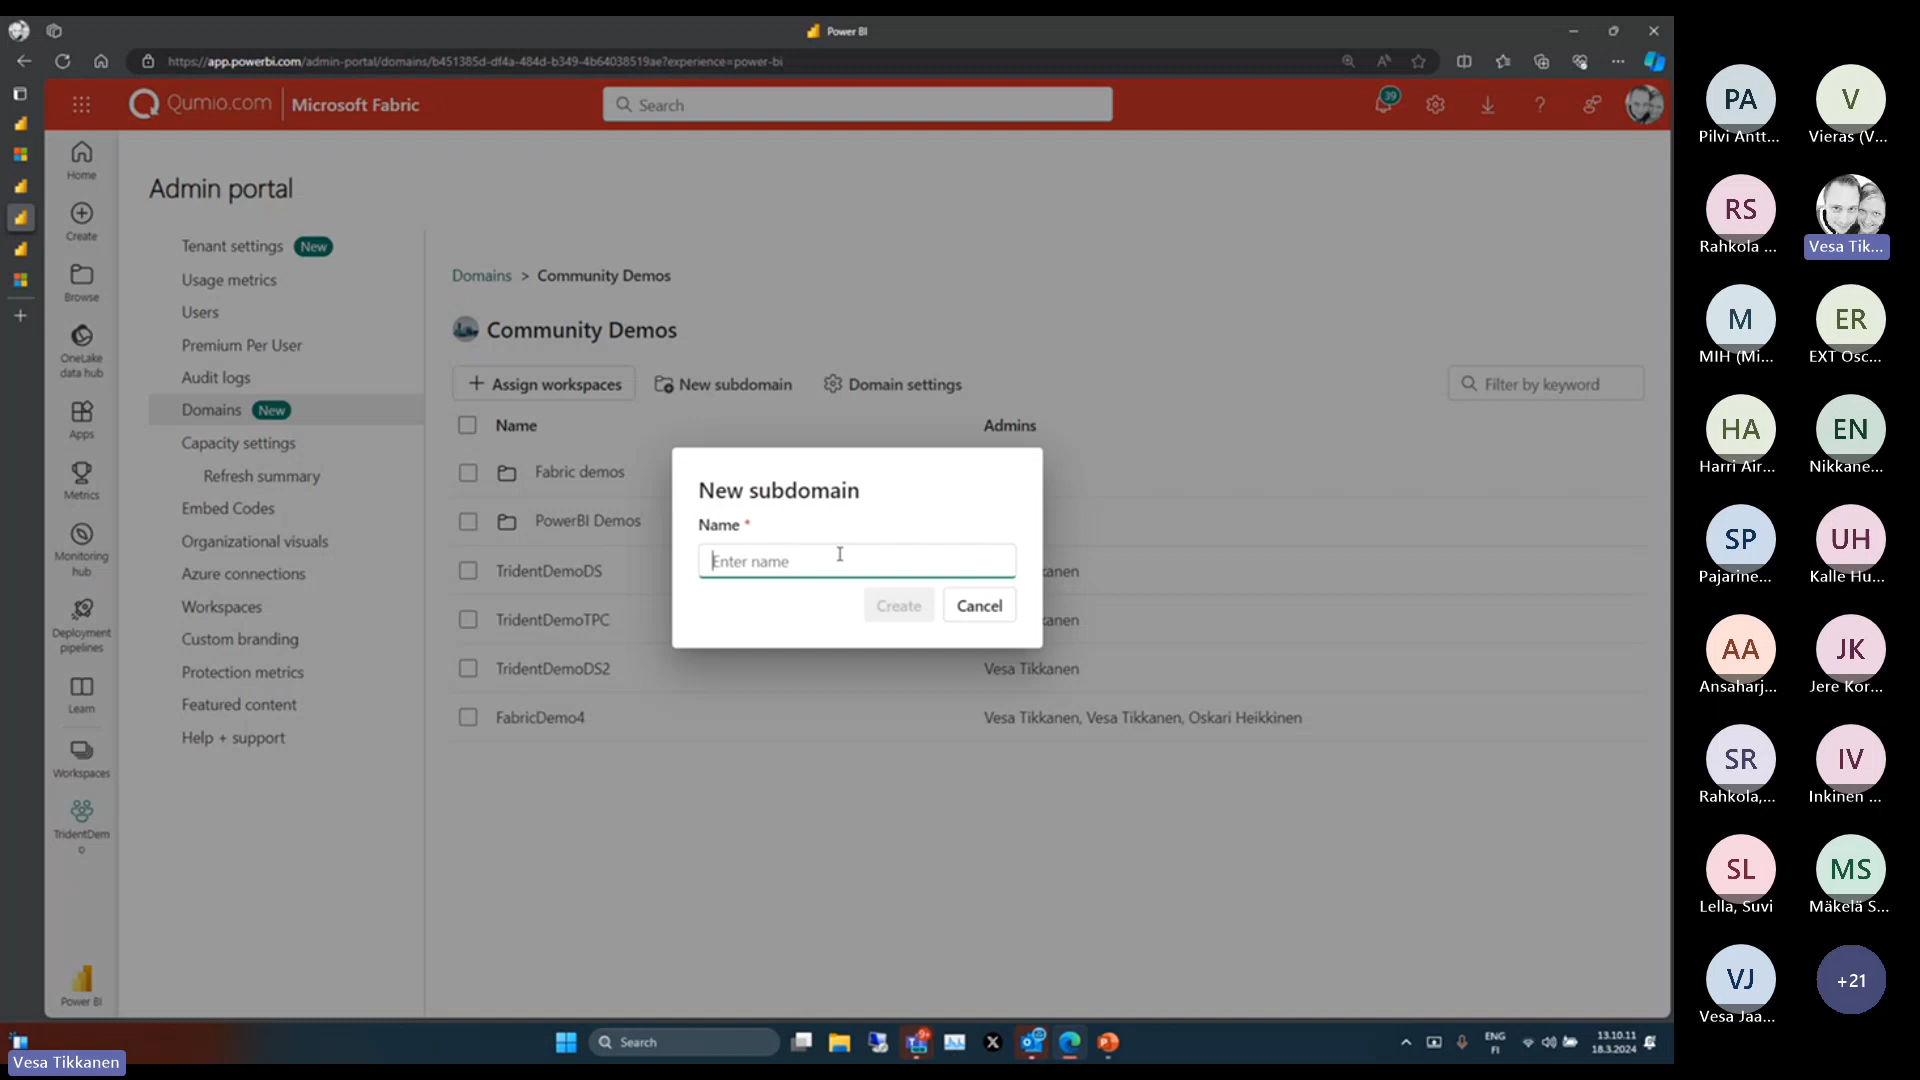 Power BI
https://app.powerbi.com/admin-portal/domains/b451385d-df4a-484d-b349-4b64038519ae?experience=power-bi
Qumio.com
Microsoft Fabric
Search
39
Home
Create
Browse
OneLake
data hub
Apps
Metrics
Monitoring
hub
Deployment
pipelines
Learn
Workspaces
TridentDem
o
Power BI
Admin portal
Tenant settings New
Usage metrics
Users
Premium Per User
Audit logs
Domains New
Capacity settings
Refresh summary
Embed Codes
Organizational visuals
Azure connections
Workspaces
Custom branding
Protection metrics
Featured content
Help + support
Domains > Community Demos
Community Demos
+ Assign workspaces
New subdomain
Domain settings
Filter by keyword
Name
Admins
Fabric demos
PowerBI Demos
TridentDemoDS
kanen
TridentDemoTPC
kanen
TridentDemoDS2
Vesa Tikkanen
FabricDemo4
Vesa Tikkanen, Vesa Tikkanen, Oskari Heikkinen
New subdomain
Name *
Enter name
Create
Cancel
PA
Pilvi Antt...
V
Vieras (V...
RS
Rahkola ...
Vesa Tik...
M
MIH (Mi...
ER
EXT Osc...
HA
Harri Air...
EN
Nikkane...
SP
Pajarine...
UH
Kalle Hu...
AA
Ansaharj...
JK
Jere Kor...
SR
Rahkola,...
IV
Inkinen ...
SL
Lella, Suvi
MS
Mäkelä S...
VJ
Vesa Jaa...
+21
Search
9+
ENG
FI
13.10.11
18.3.2024
Vesa Tikkanen